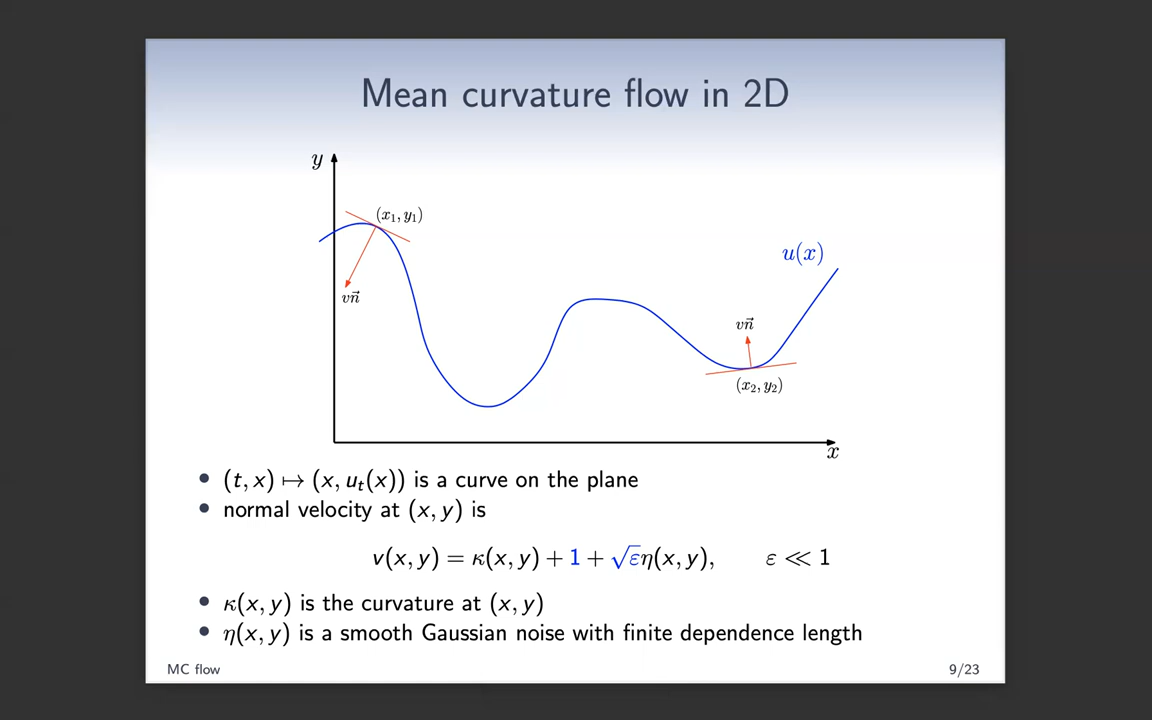 Mean curvature flow in 2D
y
(x₁, y₁)
u(x)
vn⃗
vn⃗
(x₂, y₂)
x
• (t, x) ↦ (x, uₜ(x)) is a curve on the plane
• normal velocity at (x, y) is
v(x, y) = κ(x, y) + 1 + √εη(x, y), ε ≪ 1
• κ(x, y) is the curvature at (x, y)
• η(x, y) is a smooth Gaussian noise with finite dependence length
MC flow 9/23